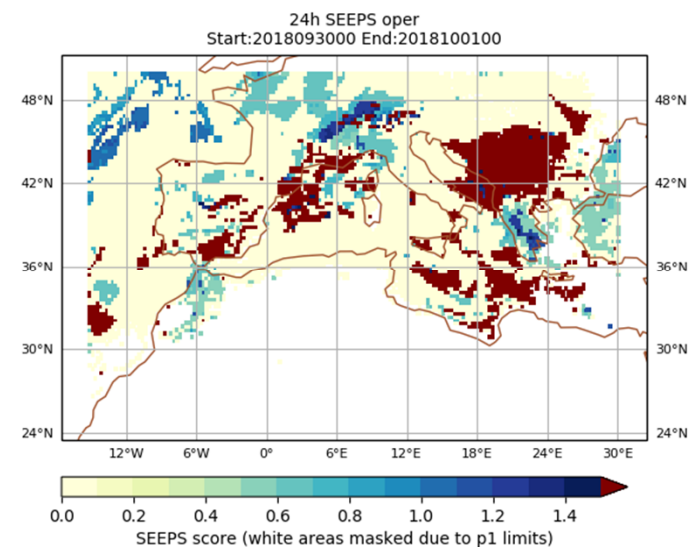 24h SEEPS oper
Start:2018093000 End:2018100100
48°N 48°N
42°N 42°N
36°N 36°N
30°N 30°N
24°N 24°N
12°W 6°W 0° 6°E 12°E 18°E 24°E 30°E
0.0 0.2 0.4 0.6 0.8 1.0 1.2 1.4
SEEPS score (white areas masked due to p1 limits)